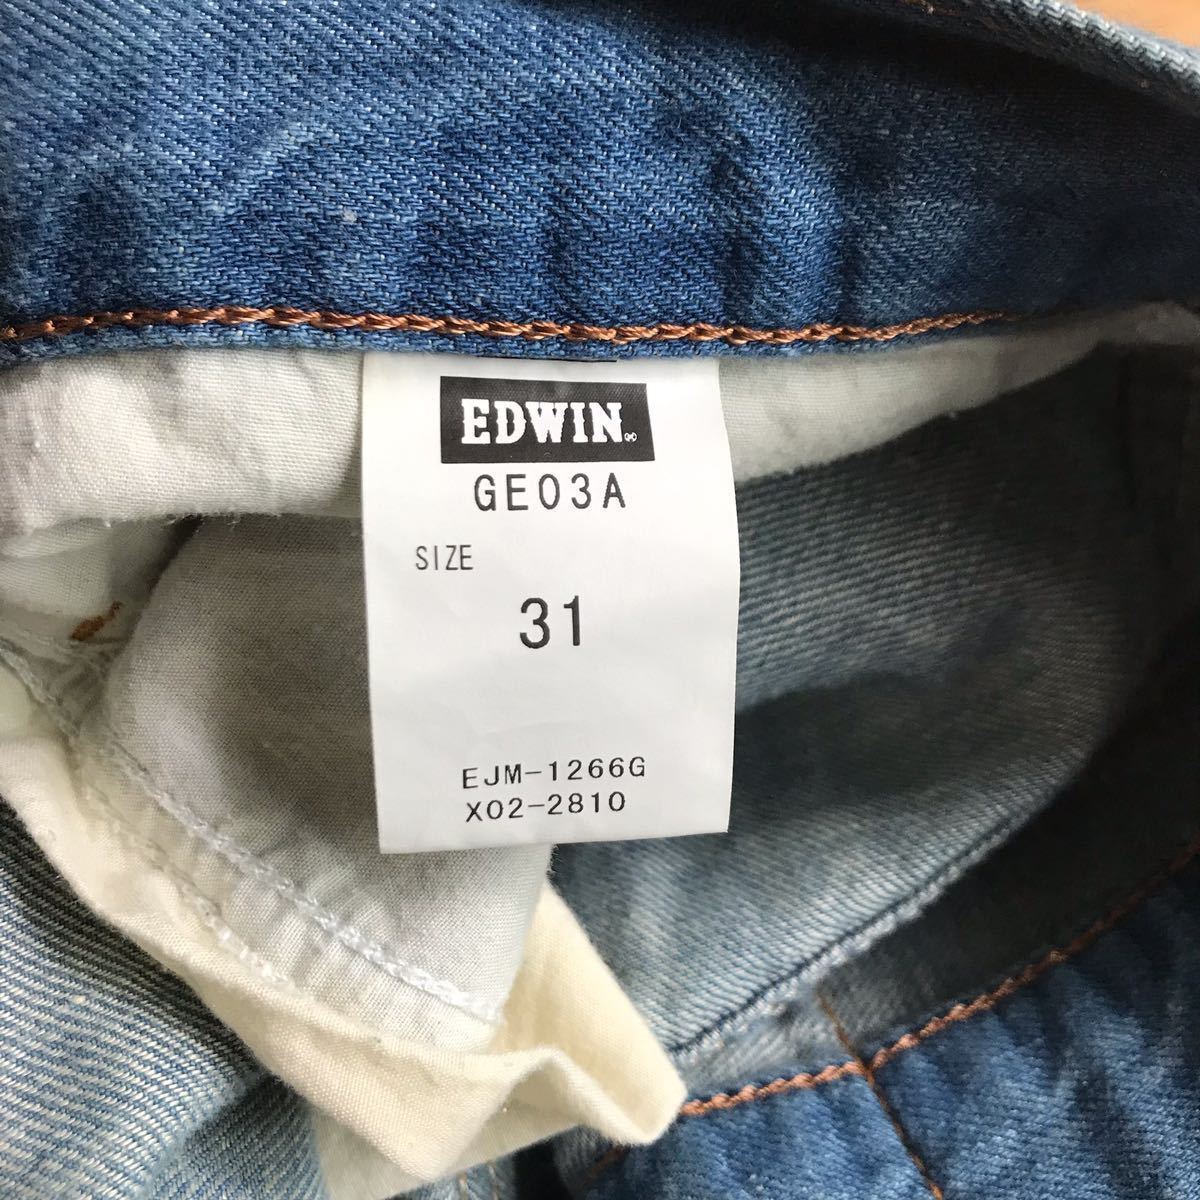 EDWIN
GE03A
SIZE
31
EJM-1266G
X02-2810